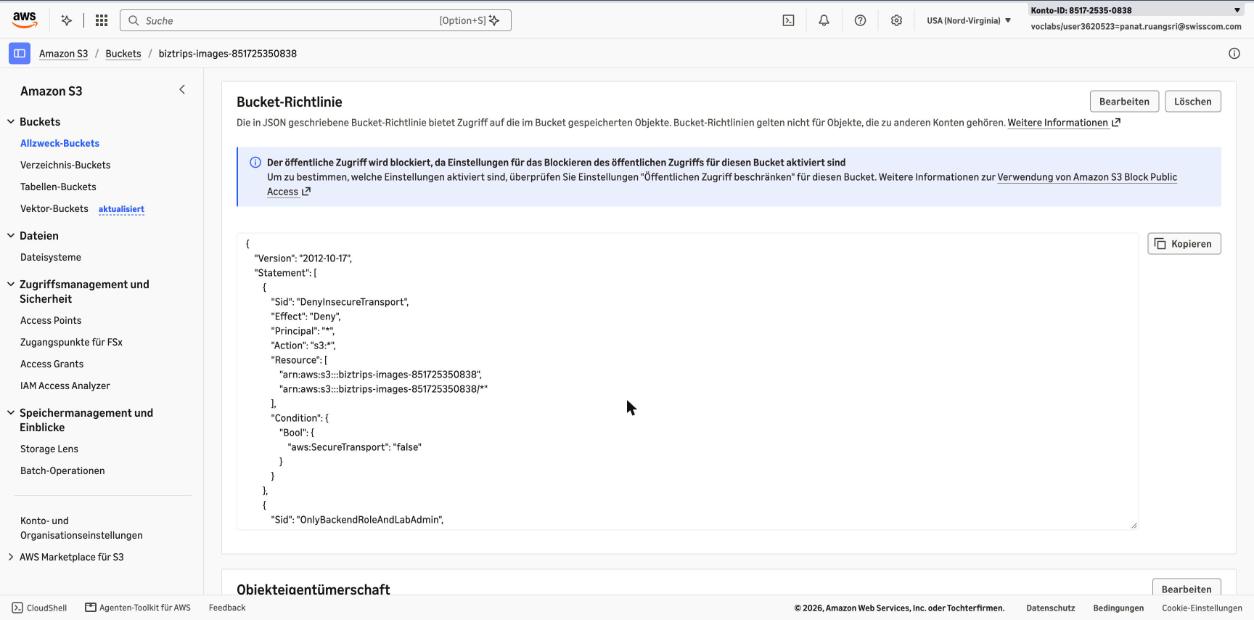 aws
Suche [Option+S]
USA (Nord-Virginia)
Konto-ID: 8517-2535-0838
voclabs/user3620523=panat.ruangsri@swisscom.com
Amazon S3 / Buckets / biztrips-images-851725350838
Amazon S3
Buckets
Allzweck-Buckets
Verzeichnis-Buckets
Tabellen-Buckets
Vektor-Buckets aktualisiert
Dateien
Dateisysteme
Zugriffsmanagement und
Sicherheit
Access Points
Zugangspunkte für FSx
Access Grants
IAM Access Analyzer
Speichermanagement und
Einblicke
Storage Lens
Batch-Operationen
Konto- und
Organisationseinstellungen
AWS Marketplace für S3
Bucket-Richtlinie
Bearbeiten
Löschen
Die in JSON geschriebene Bucket-Richtlinie bietet Zugriff auf die im Bucket gespeicherten Objekte. Bucket-Richtlinien gelten nicht für Objekte, die zu anderen Konten gehören. Weitere Informationen
Der öffentliche Zugriff wird blockiert, da Einstellungen für das Blockieren des öffentlichen Zugriffs für diesen Bucket aktiviert sind
Um zu bestimmen, welche Einstellungen aktiviert sind, überprüfen Sie Einstellungen "Öffentlichen Zugriff beschränken" für diesen Bucket. Weitere Informationen zur Verwendung von Amazon S3 Block Public
Access
Kopieren
{
"Version": "2012-10-17",
"Statement": [
{
"Sid": "DenyInsecureTransport",
"Effect": "Deny",
"Principal": "*",
"Action": "s3:*",
"Resource": [
"arn:aws:s3:::biztrips-images-851725350838",
"arn:aws:s3:::biztrips-images-851725350838/*"
],
"Condition": {
"Bool": {
"aws:SecureTransport": "false"
}
}
},
{
"Sid": "OnlyBackendRoleAndLabAdmin",
Objekteigentümerschaft
Bearbeiten
CloudShell
Agenten-Toolkit für AWS
Feedback
© 2026, Amazon Web Services, Inc. oder Tochterfirmen.
Datenschutz
Bedingungen
Cookie-Einstellungen